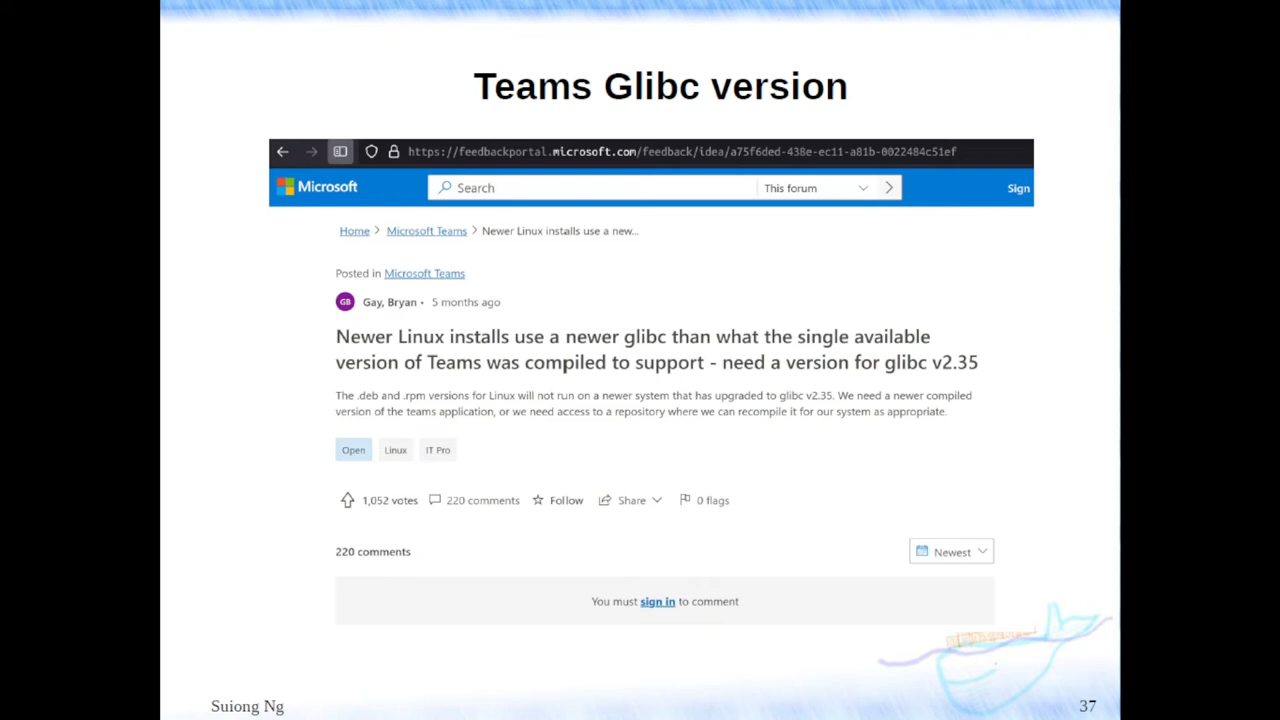 Teams Glibc version
https://feedbackportal.microsoft.com/feedback/idea/a75f6ded-438e-ec11-a81b-0022484c51ef
Microsoft Search This forum Sign
Home Microsoft Teams Newer Linux installs use a new...
Posted in Microsoft Teams
GB Gay, Bryan • 5 months ago
Newer Linux installs use a newer glibc than what the single available
version of Teams was compiled to support - need a version for glibc v2.35
The .deb and .rpm versions for Linux will not run on a newer system that has upgraded to glibc v2.35. We need a newer compiled
version of the teams application, or we need access to a repository where we can recompile it for our system as appropriate.
Open Linux IT Pro
1,052 votes 220 comments Follow Share 0 flags
220 comments Newest
You must sign in to comment
Suiong Ng 37